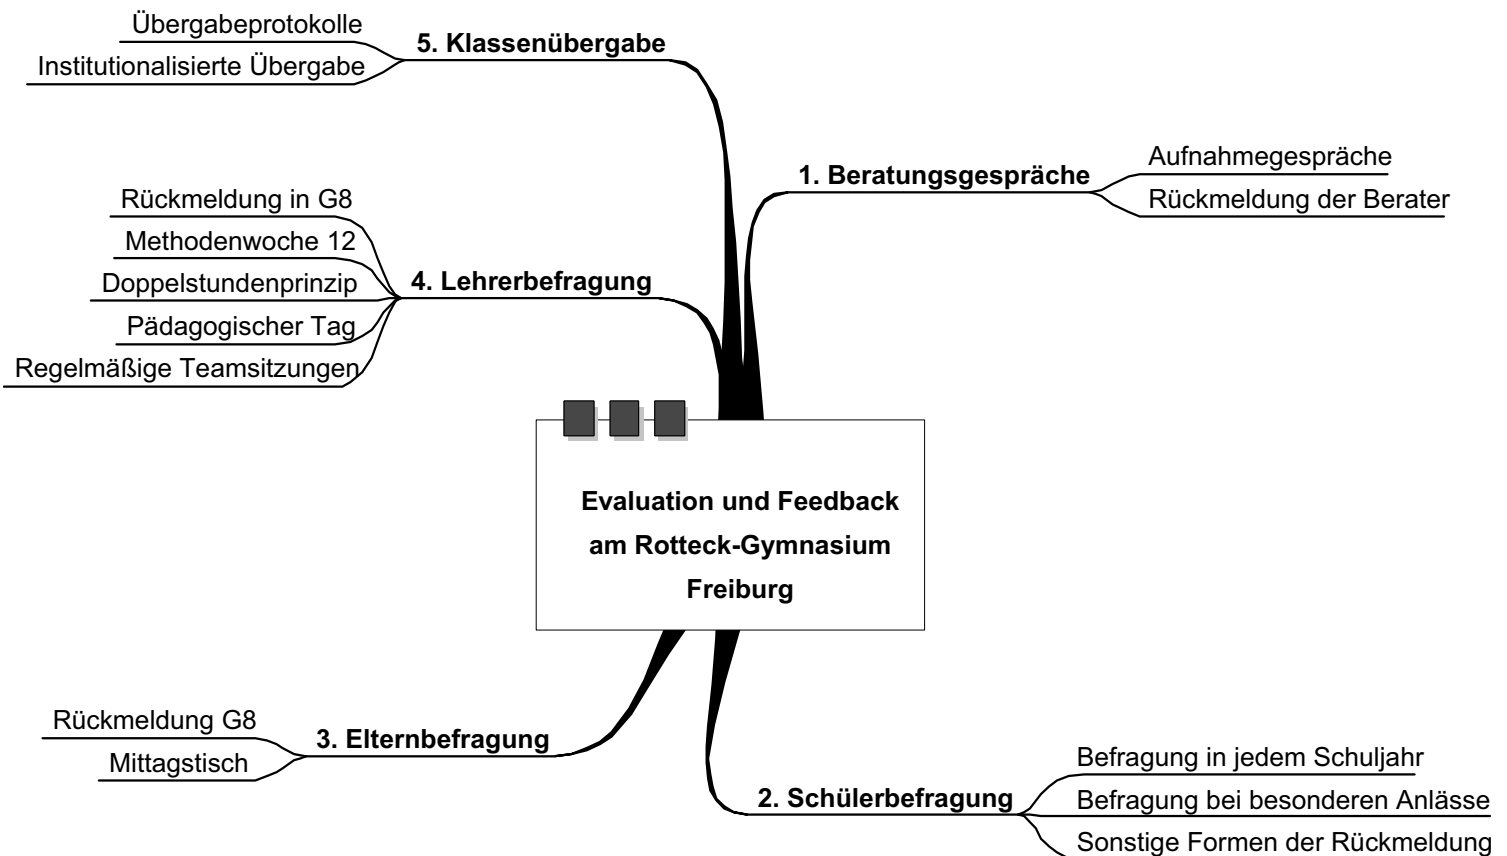 Übergabeprotokolle
Institutionalisierte Übergabe
5. Klassenübergabe
1. Beratungsgespräche
Aufnahmegespräche
Rückmeldung der Berater
Rückmeldung in G8
Methodenwoche 12
Doppelstundenprinzip
Pädagogischer Tag
Regelmäßige Teamsitzungen
4. Lehrerbefragung
Evaluation und Feedback
am Rotteck-Gymnasium
Freiburg
Rückmeldung G8
Mittagstisch
3. Elternbefragung
2. Schülerbefragung
Befragung in jedem Schuljahr
Befragung bei besonderen Anlässe
Sonstige Formen der Rückmeldung